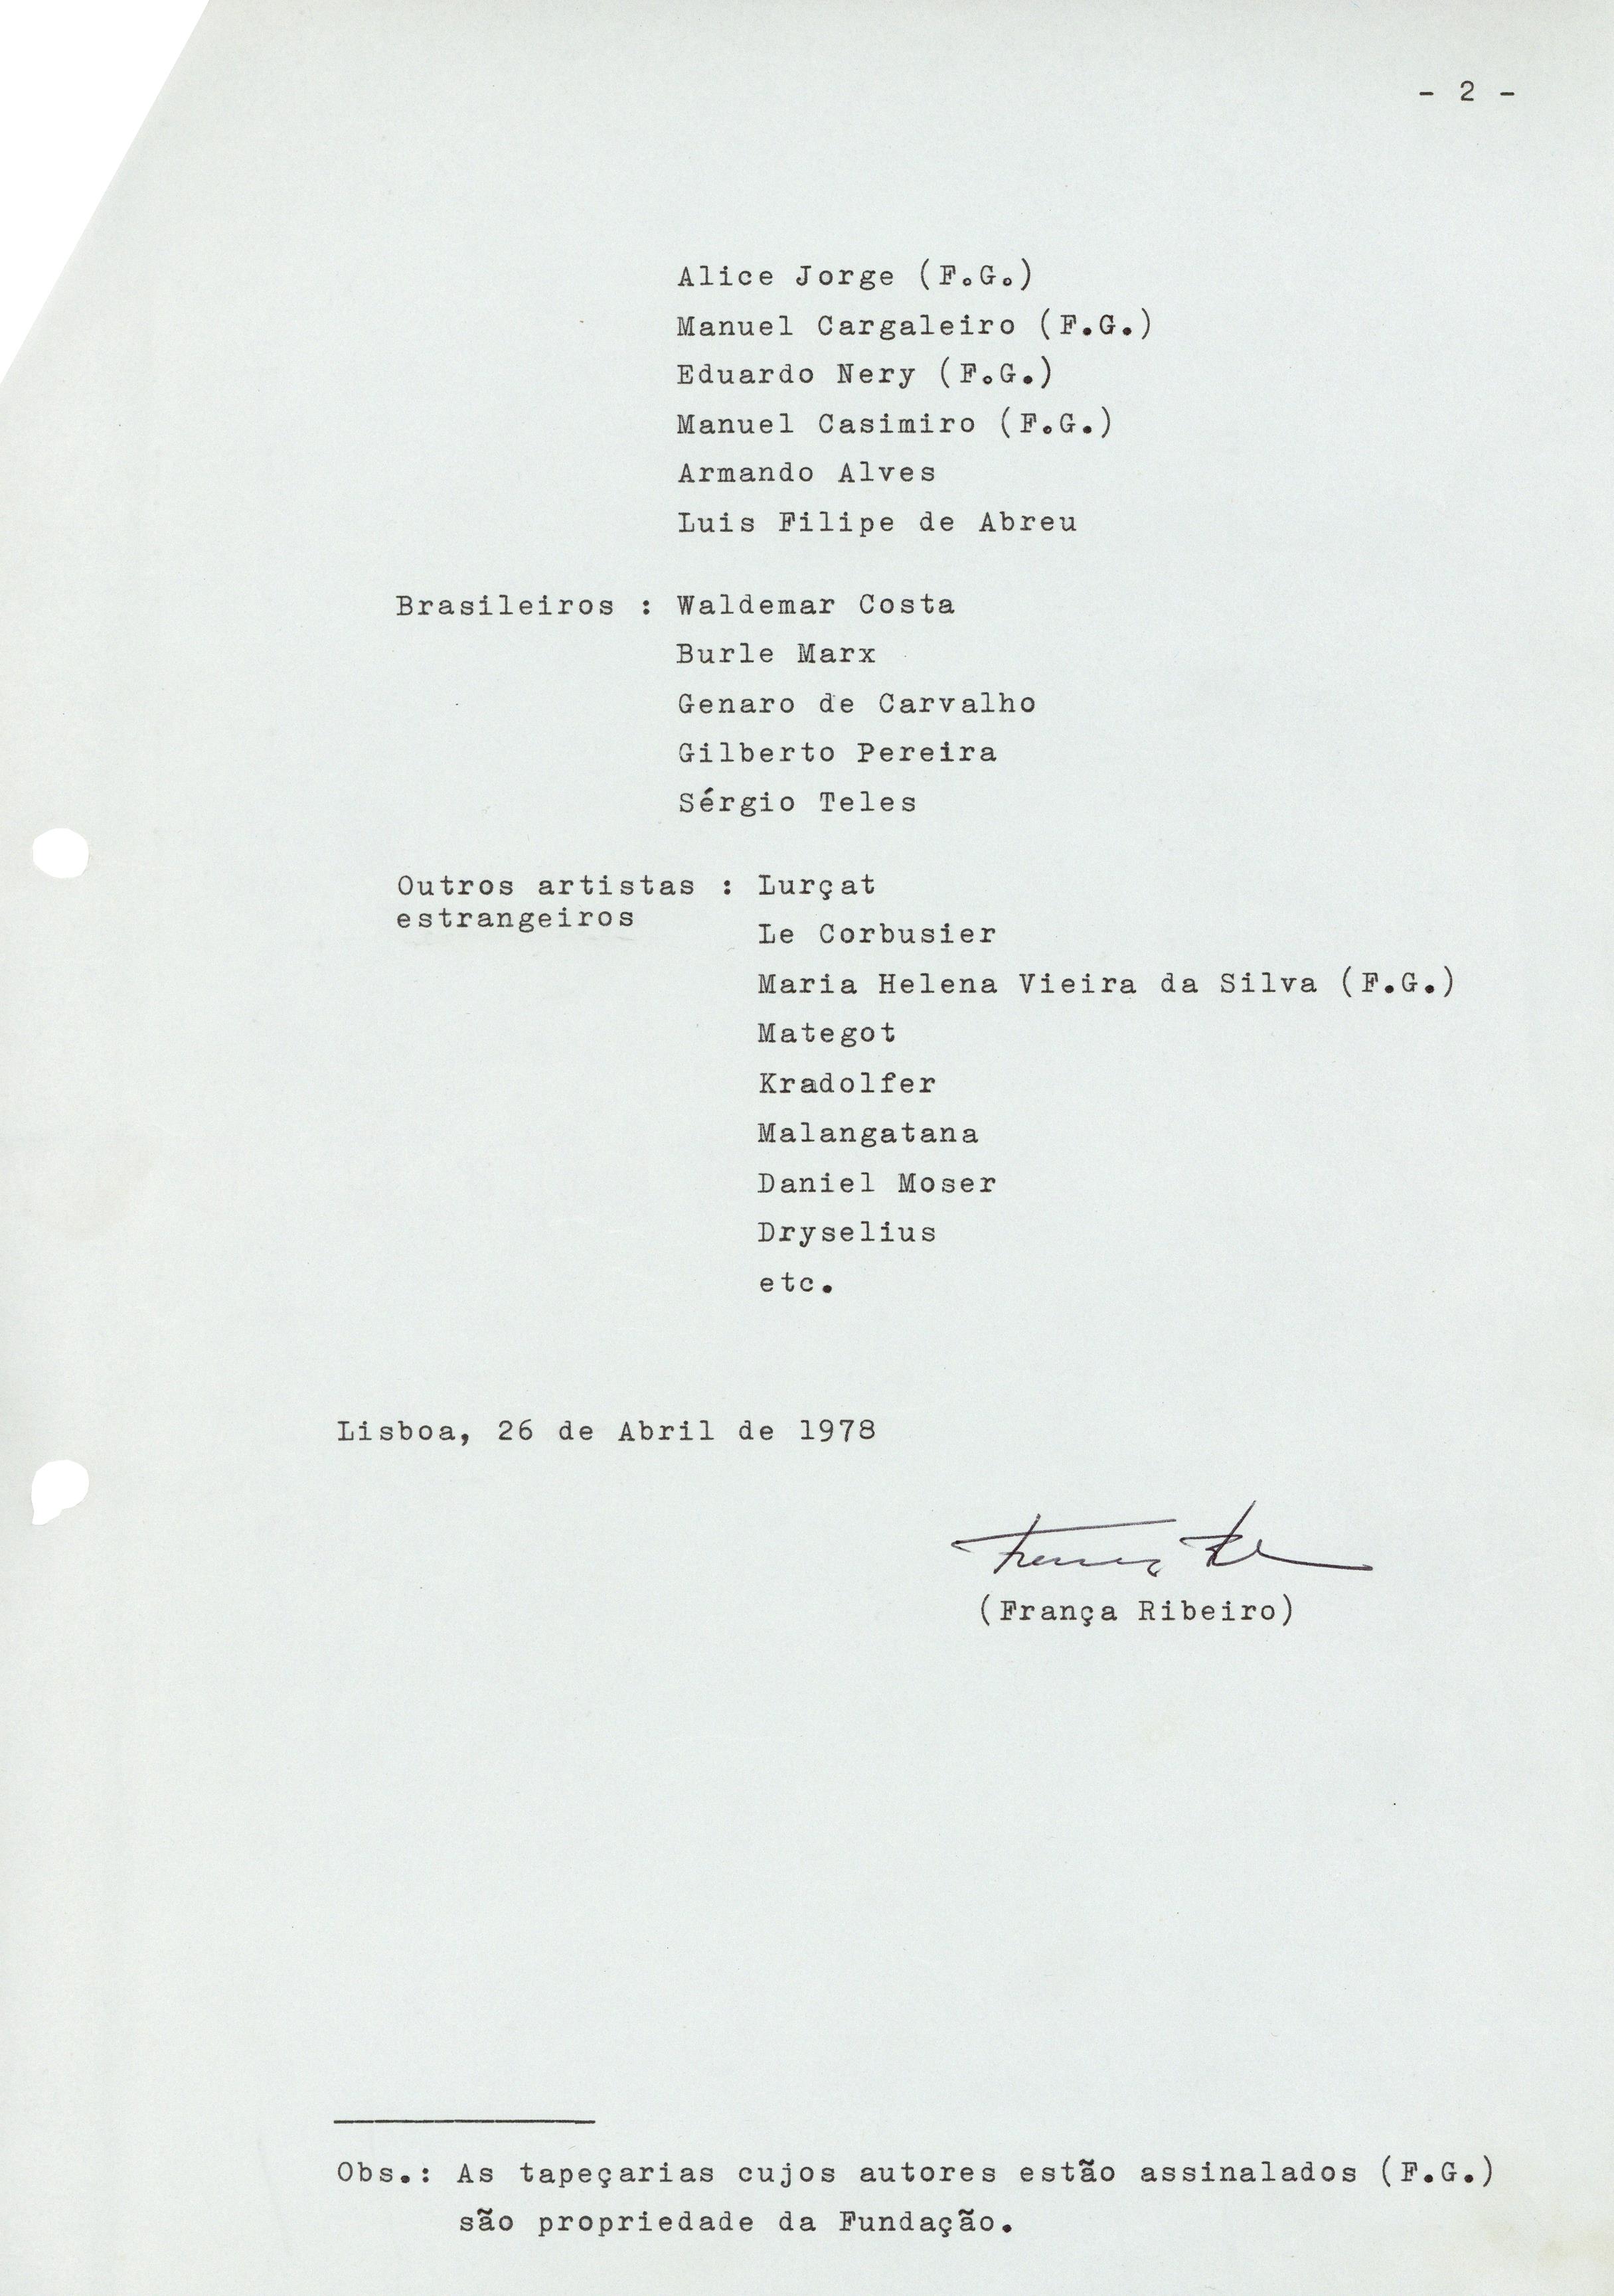 - 2 -
Alice Jorge (F.G.)
Manuel Cargaleiro (F.G.)
Eduardo Nery (F.G.)
Manuel Casimiro (F.G.)
Armando Alves
Luis Filipe de Abreu
Brasileiros : Waldemar Costa
Burle Marx
Genaro de Carvalho
Gilberto Pereira
Sérgio Teles
Outros artistas : Lurçat
estrangeiros
Le Corbusier
Maria Helena Vieira da Silva (F.G.)
Mategot
Kradolfer
Malangatana
Daniel Moser
Dryselius
etc.
Lisboa, 26 de Abril de 1978
(França Ribeiro)
Obs.: As tapeçarias cujos autores estão assinalados (F.G.)
são propriedade da Fundação.